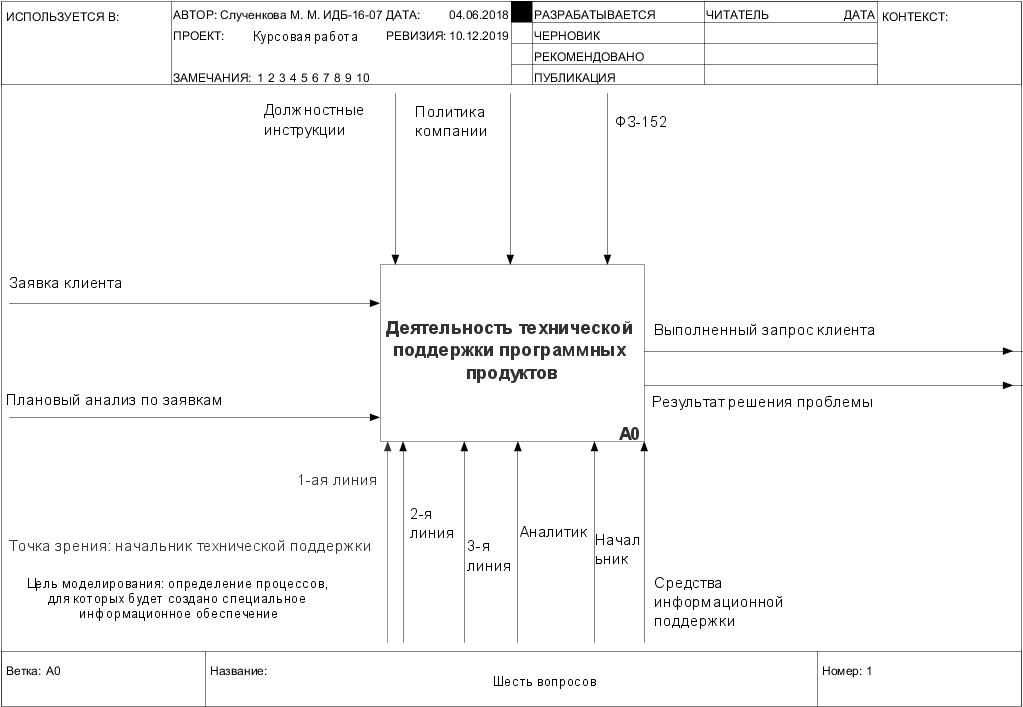 ИСПОЛЬЗУЕТСЯ В:
АВТОР: Слученкова М. М. ИДБ-16-07 ДАТА: 04.06.2018
ПРОЕКТ: Курсовая работа РЕВИЗИЯ: 10.12.2019
ЗАМЕЧАНИЯ: 1 2 3 4 5 6 7 8 9 10
РАЗРАБАТЫВАЕТСЯ
ЧЕРНОВИК
РЕКОМЕНДОВАНО
ПУБЛИКАЦИЯ
ЧИТАТЕЛЬ ДАТА
КОНТЕКСТ:
Должностные
инструкции
Политика
компании
ФЗ-152
Заявка клиента
Плановый анализ по заявкам
Деятельность технической
поддержки программных
продуктов
A0
Выполненный запрос клиента
Результат решения проблемы
1-ая линия
2-я
линия
3-я
линия
Аналитик
Начал
ьник
Средства
информационной
поддержки
Точка зрения: начальник технической поддержки
Цель моделирования: определение процессов,
для которых будет создано специальное
информационное обеспечение
Ветка: A0
Название:
Шесть вопросов
Номер: 1